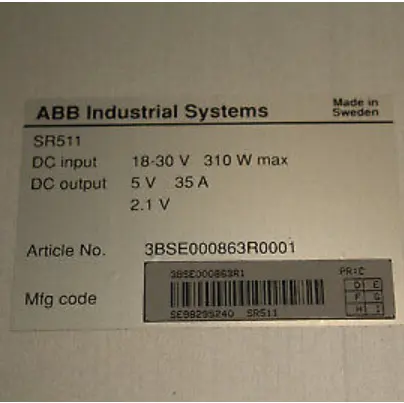 ABB Industrial Systems
Made in
Sweden
SR511
DC input 18-30 V 310 W max
DC output 5 V 35 A
2.1 V
Article No. 3BSE000863R0001
3BSE000863R1 PR:C
Mfg code
D E
F G
H I
SE98295240 SR511